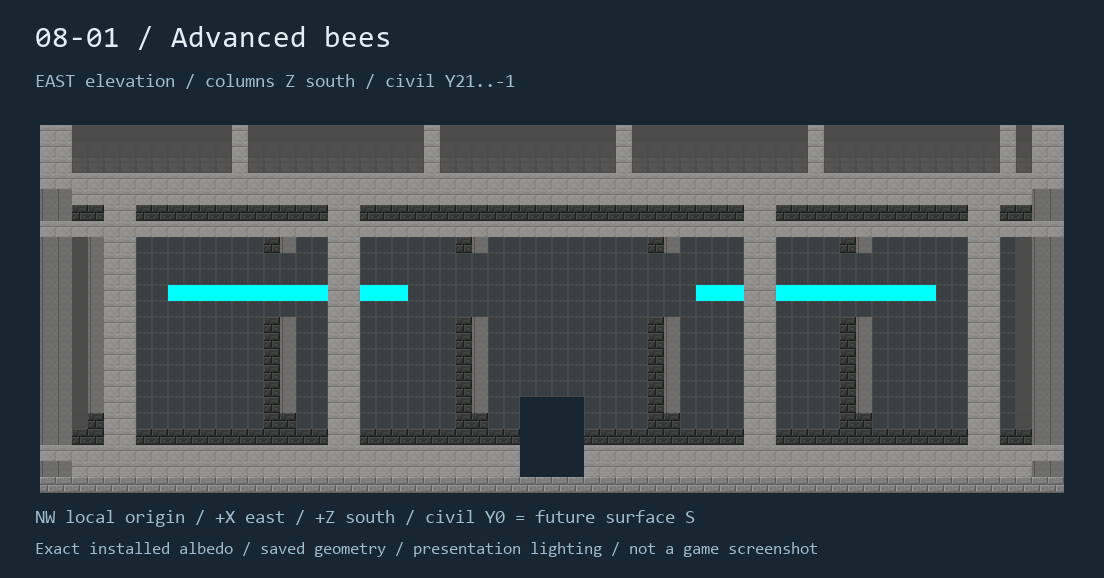 08-01 / Advanced bees
EAST elevation / columns Z south / civil Y21..-1
NW local origin / +X east / +Z south / civil Y0 = future surface S
Exact installed albedo / saved geometry / presentation lighting / not a game screenshot